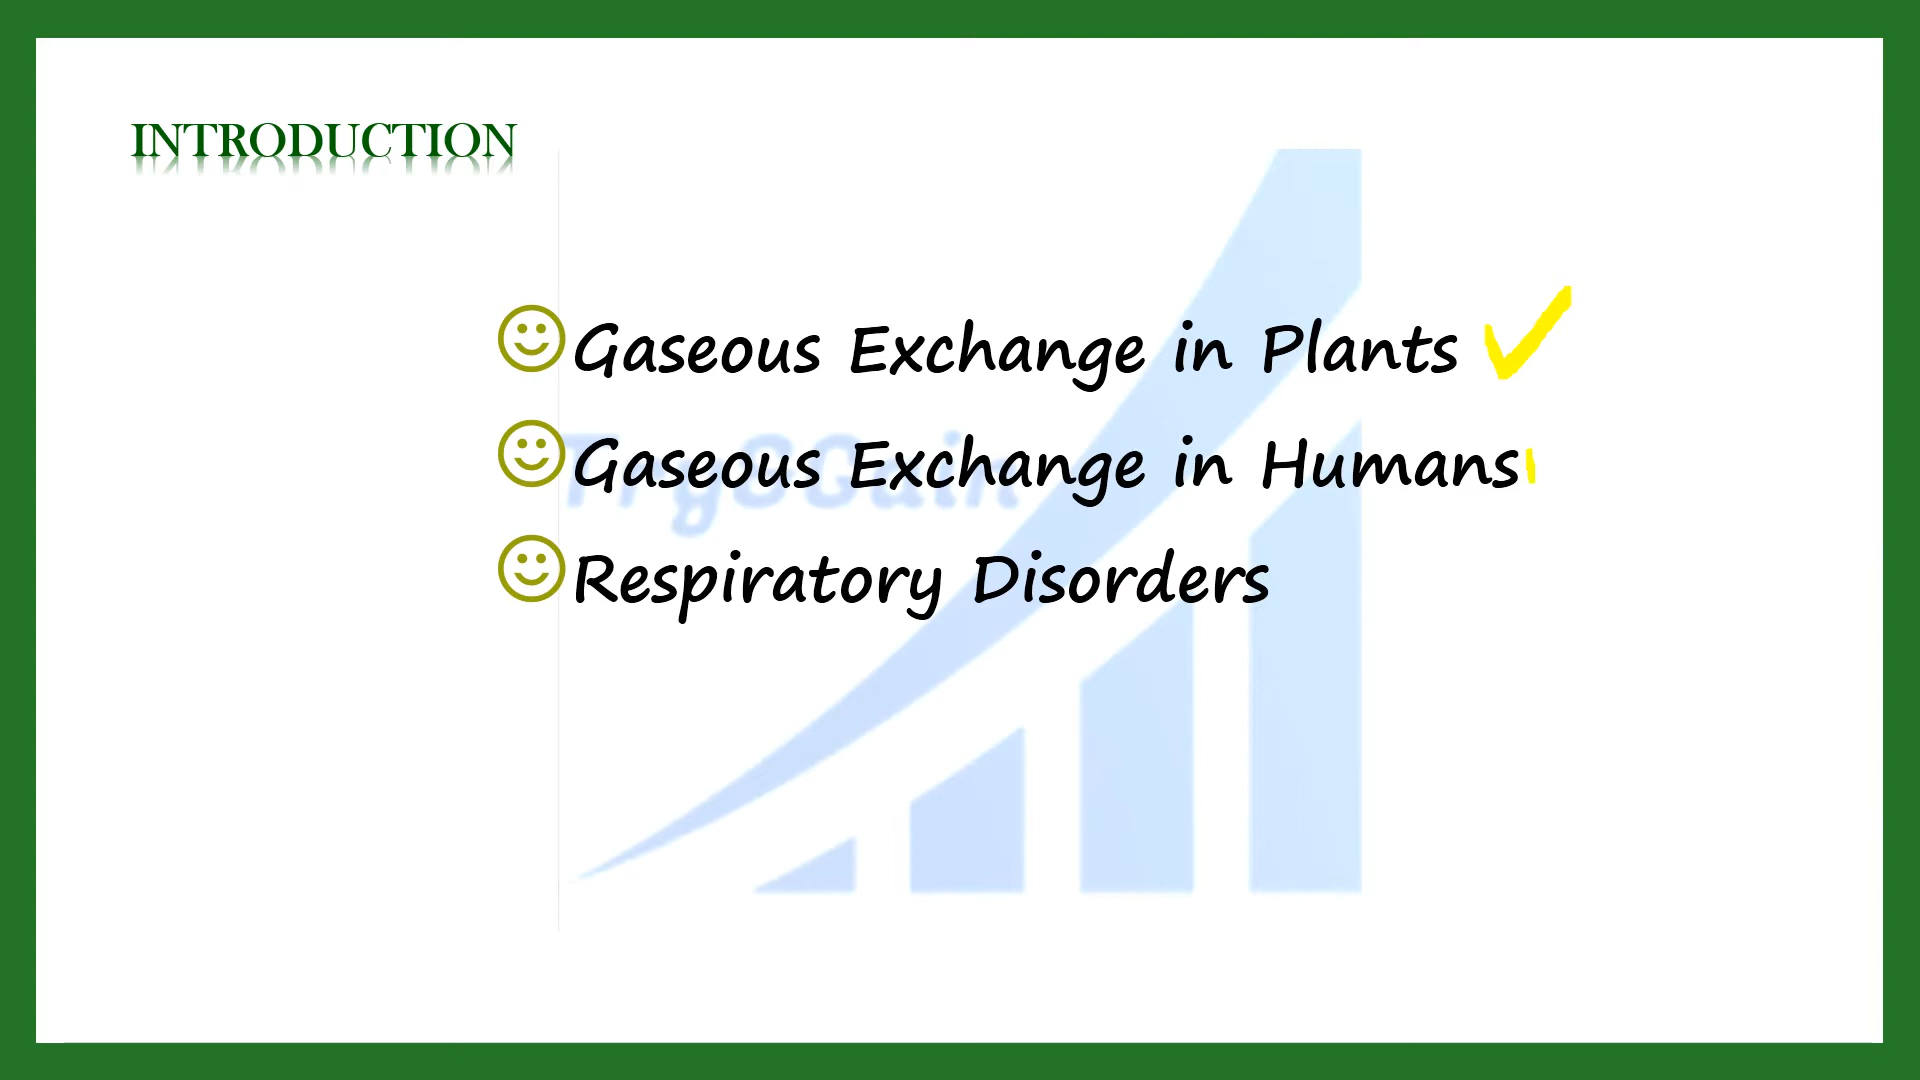 INTRODUCTION
Gaseous Exchange in Plants
Gaseous Exchange in Humans
Respiratory Disorders